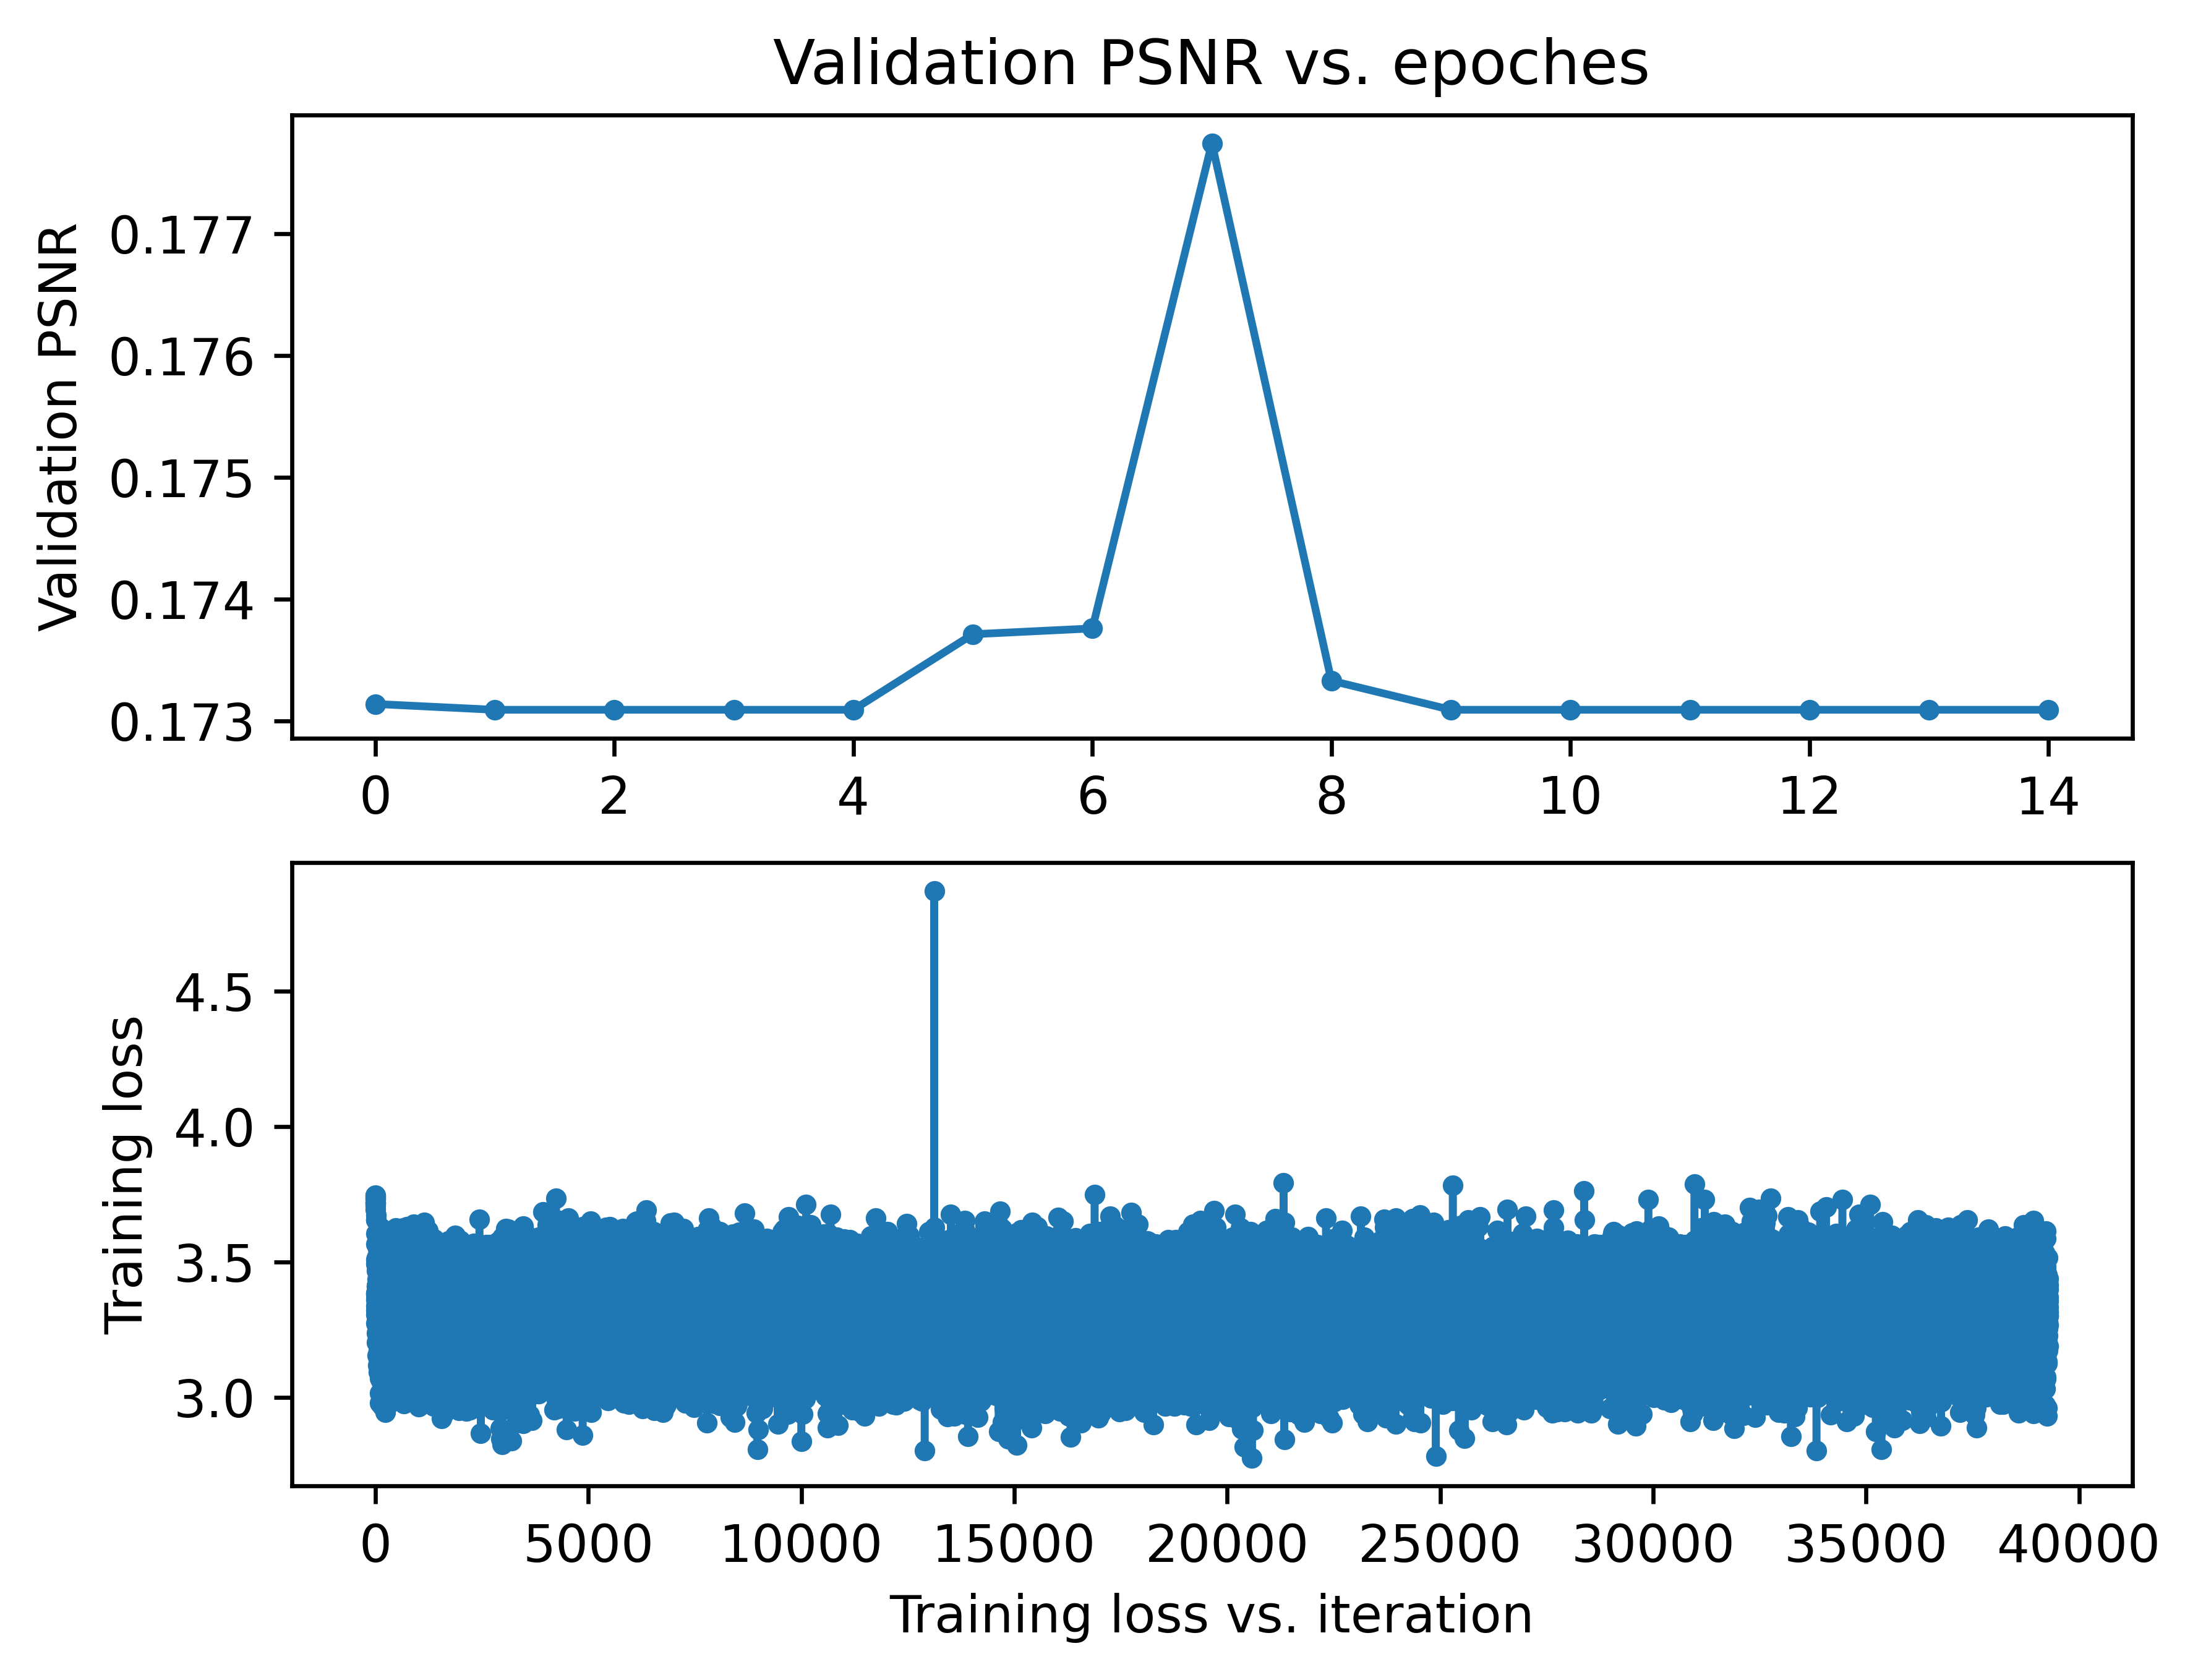 Validation PSNR vs. epoches
Validation PSNR
0.177
0.176
0.175
0.174
0.173
0 2 4 6 8 10 12 14
Training loss
4.5
4.0
3.5
3.0
0 5000 10000 15000 20000 25000 30000 35000 40000
Training loss vs. iteration